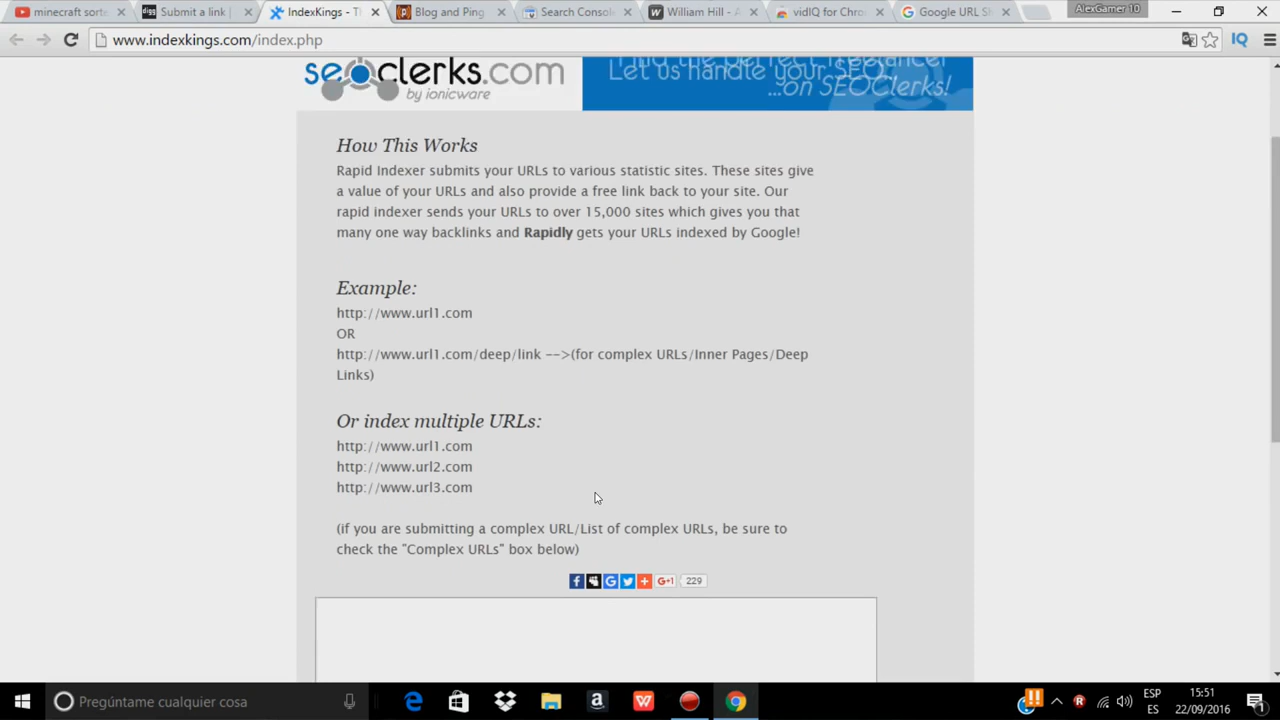 minecraft sorte
Submit a link |
IndexKings - Th
Blog and Ping
Search Console
William Hill - A
vidIQ for Chro
Google URL Sh
AlexGamer 10
www.indexkings.com/index.php
IQ
seoclerks.com
by ionicware
Let us handle your SEO
...on SEOClerks!
How This Works
Rapid Indexer submits your URLs to various statistic sites. These sites give
a value of your URLs and also provide a free link back to your site. Our
rapid indexer sends your URLs to over 15,000 sites which gives you that
many one way backlinks and Rapidly gets your URLs indexed by Google!
Example:
http://www.url1.com
OR
http://www.url1.com/deep/link -->(for complex URLs/Inner Pages/Deep
Links)
Or index multiple URLs:
http://www.url1.com
http://www.url2.com
http://www.url3.com
(if you are submitting a complex URL/List of complex URLs, be sure to
check the "Complex URLs" box below)
G+1 229
Pregúntame cualquier cosa
ESP
ES
15:51
22/09/2016